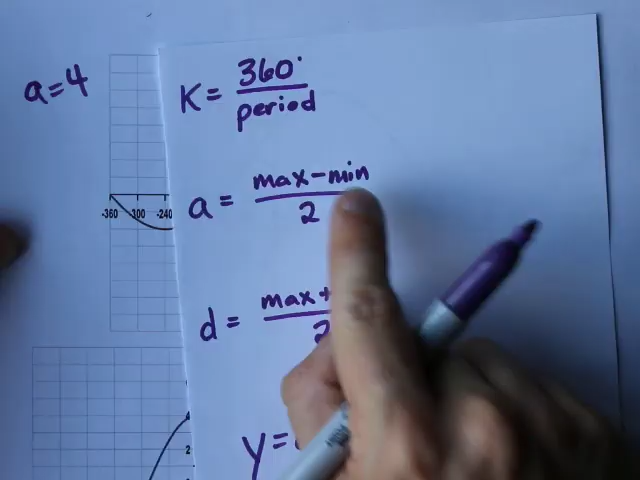 a=4
K= 360°
period
a= max-min
2
d= max+
2
y=
-360 300 -240
2